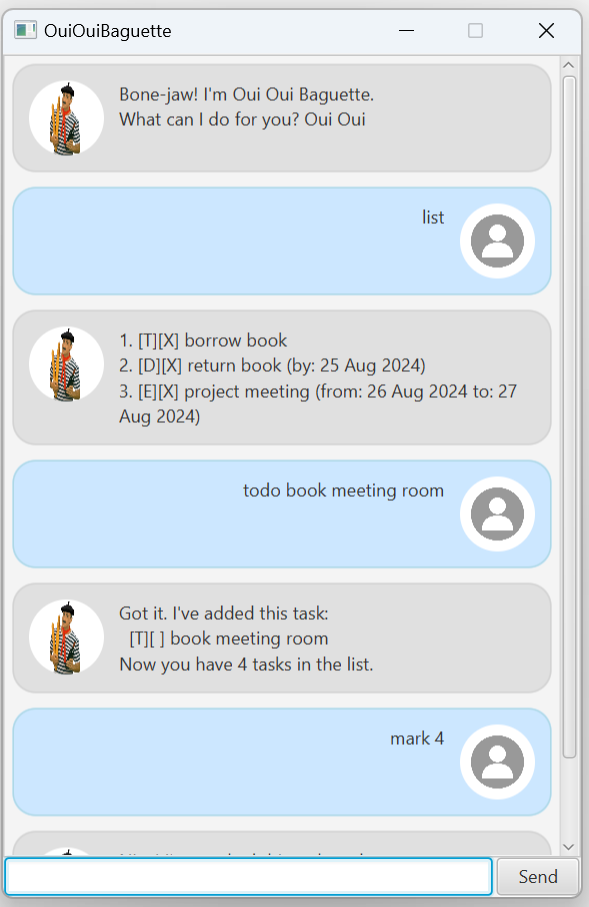 OuiOuiBaguette
Bone-jaw! I'm Oui Oui Baguette.
What can I do for you? Oui Oui
list
1. [T][X] borrow book
2. [D][X] return book (by: 25 Aug 2024)
3. [E][X] project meeting (from: 26 Aug 2024 to: 27
Aug 2024)
todo book meeting room
Got it. I've added this task:
[T][ ] book meeting room
Now you have 4 tasks in the list.
mark 4
Send